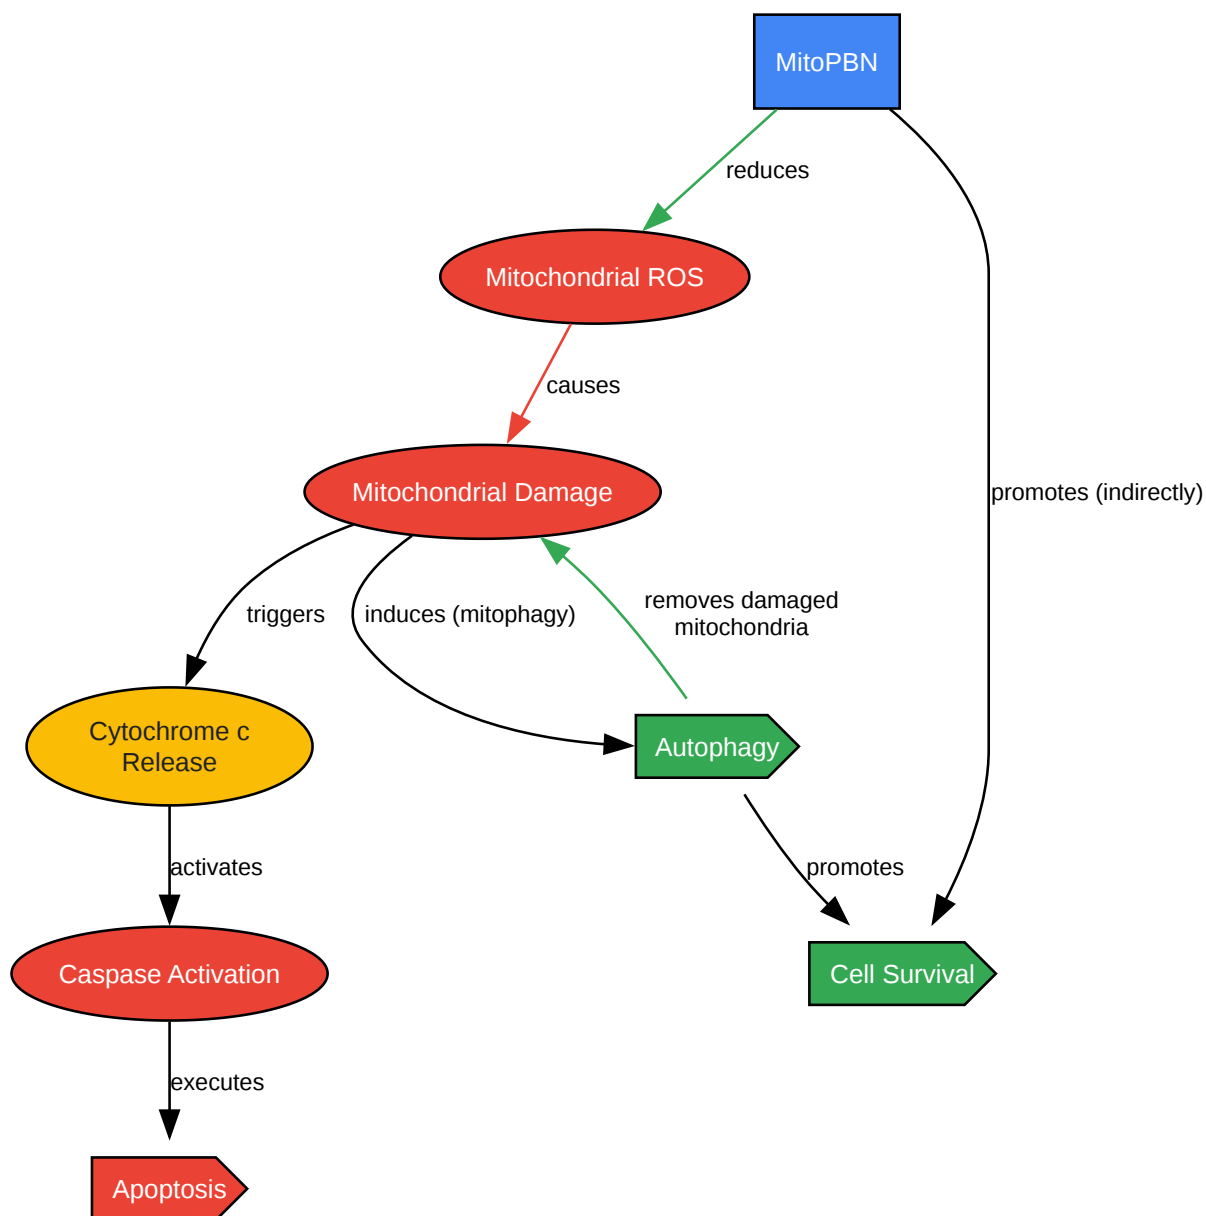 MitoPBN
reduces
Mitochondrial ROS
causes
promotes (indirectly)
Mitochondrial Damage
triggers
induces (mitophagy)
removes damaged
mitochondria
Cytochrome c
Release
Autophagy
activates
promotes
Caspase Activation
Cell Survival
executes
Apoptosis